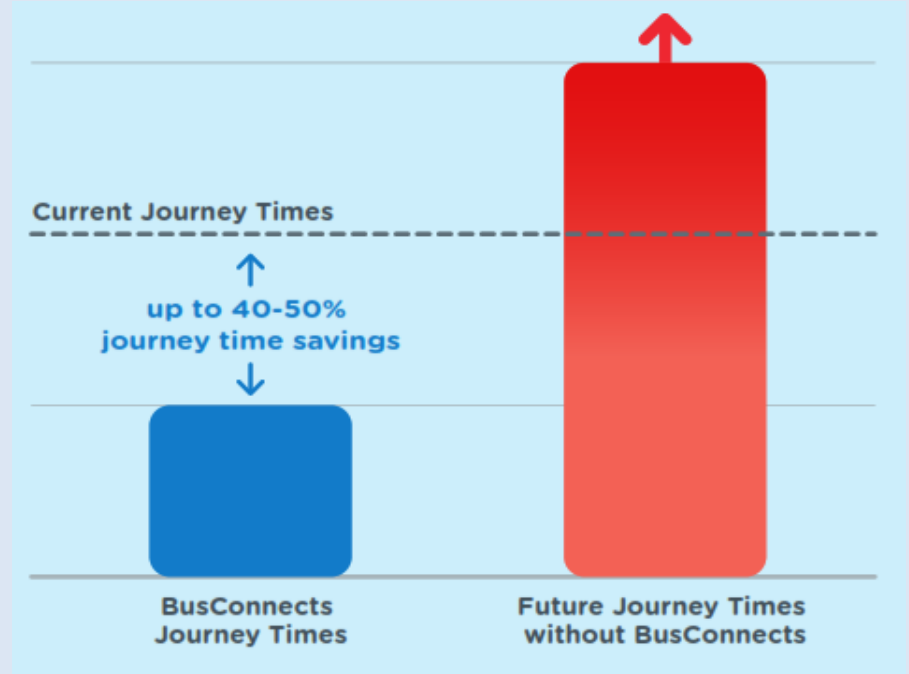 Current Journey Times
up to 40-50%
journey time savings
BusConnects
Journey Times
Future Journey Times
without BusConnects